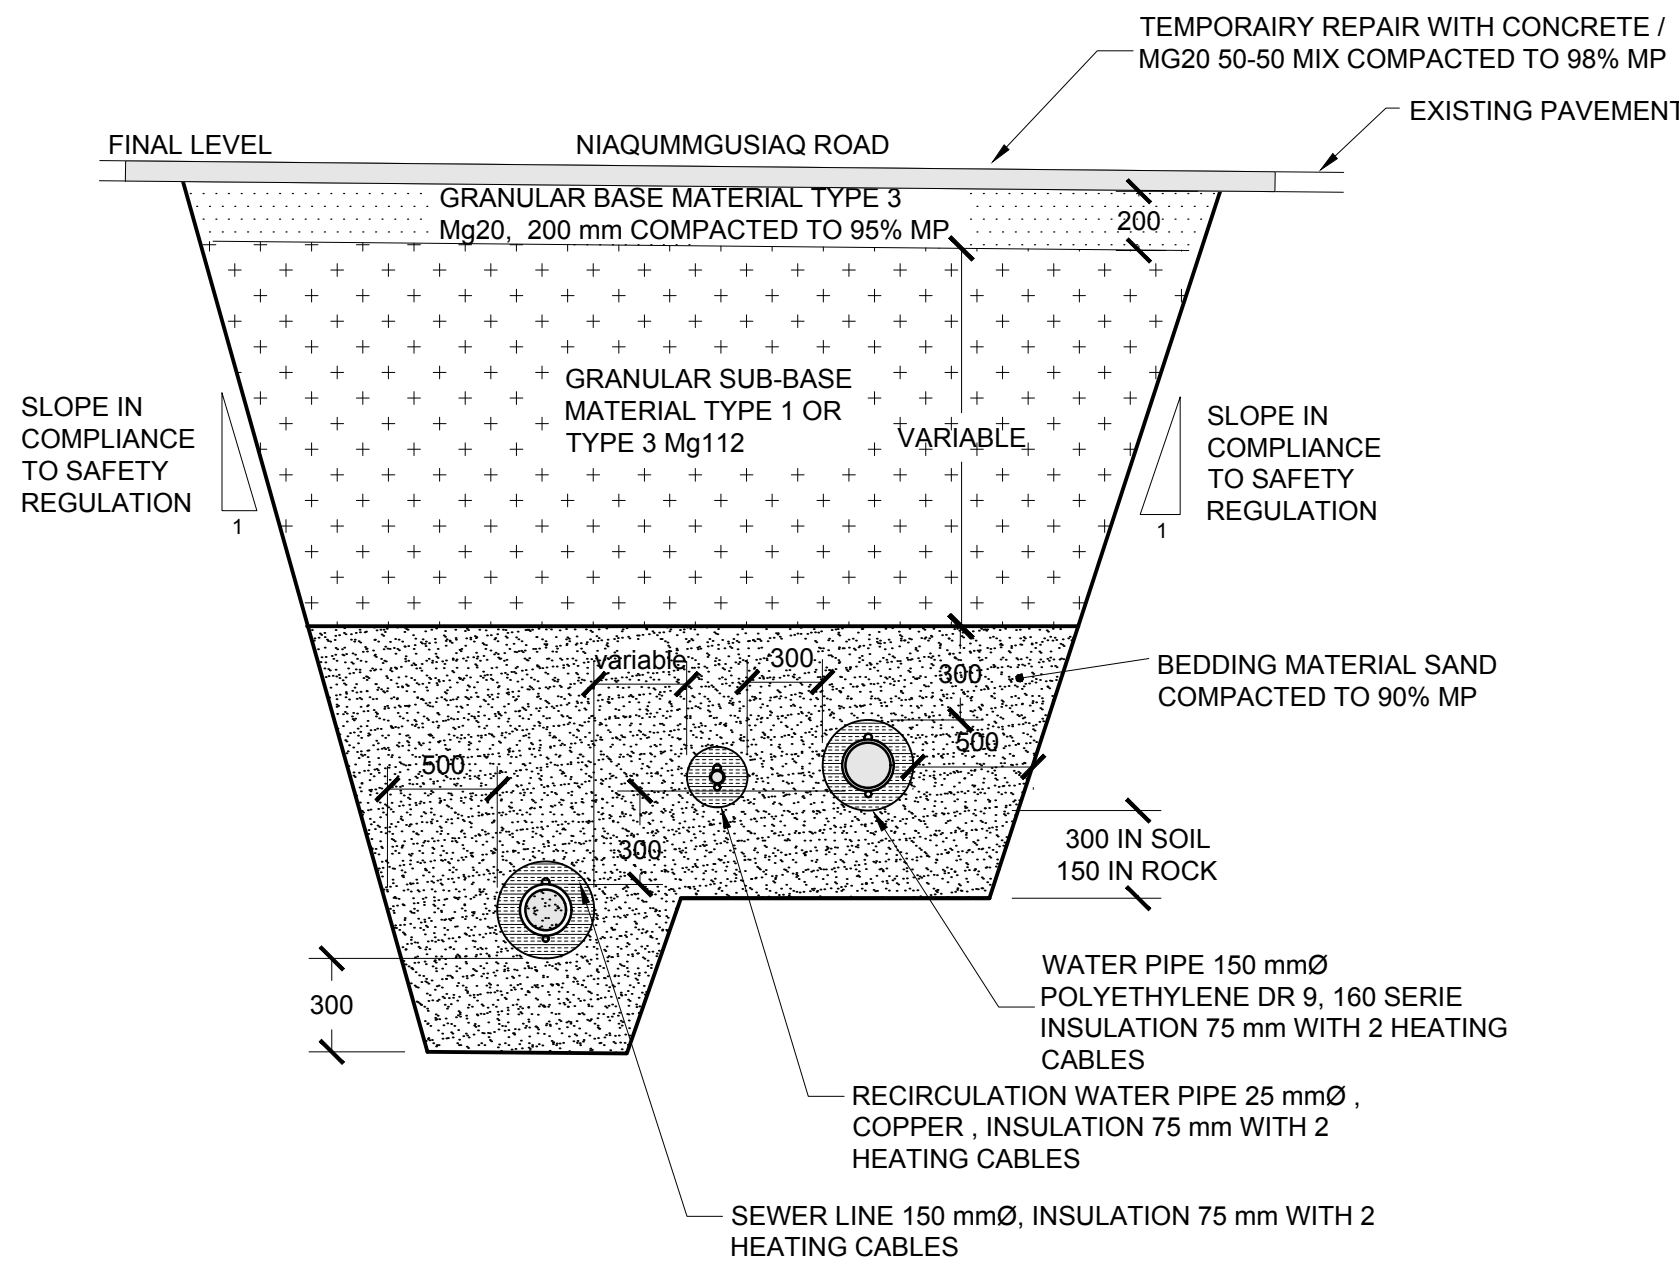 TEMPORAIRY REPAIR WITH CONCRETE /
MG20 50-50 MIX COMPACTED TO 98% MP
EXISTING PAVEMENT
FINAL LEVEL
NIAQUMMGUSIAQ ROAD
GRANULAR BASE MATERIAL TYPE 3
Mg20, 200 mm COMPACTED TO 95% MP
200
GRANULAR SUB-BASE
MATERIAL TYPE 1 OR
TYPE 3 Mg112
VARIABLE
SLOPE IN
COMPLIANCE
TO SAFETY
REGULATION
1
SLOPE IN
COMPLIANCE
TO SAFETY
REGULATION
1
variable
300
300
BEDDING MATERIAL SAND
COMPACTED TO 90% MP
500
500
300
300 IN SOIL
150 IN ROCK
300
WATER PIPE 150 mmØ
POLYETHYLENE DR 9, 160 SERIE
INSULATION 75 mm WITH 2 HEATING
CABLES
RECIRCULATION WATER PIPE 25 mmØ ,
COPPER , INSULATION 75 mm WITH 2
HEATING CABLES
SEWER LINE 150 mmØ, INSULATION 75 mm WITH 2
HEATING CABLES